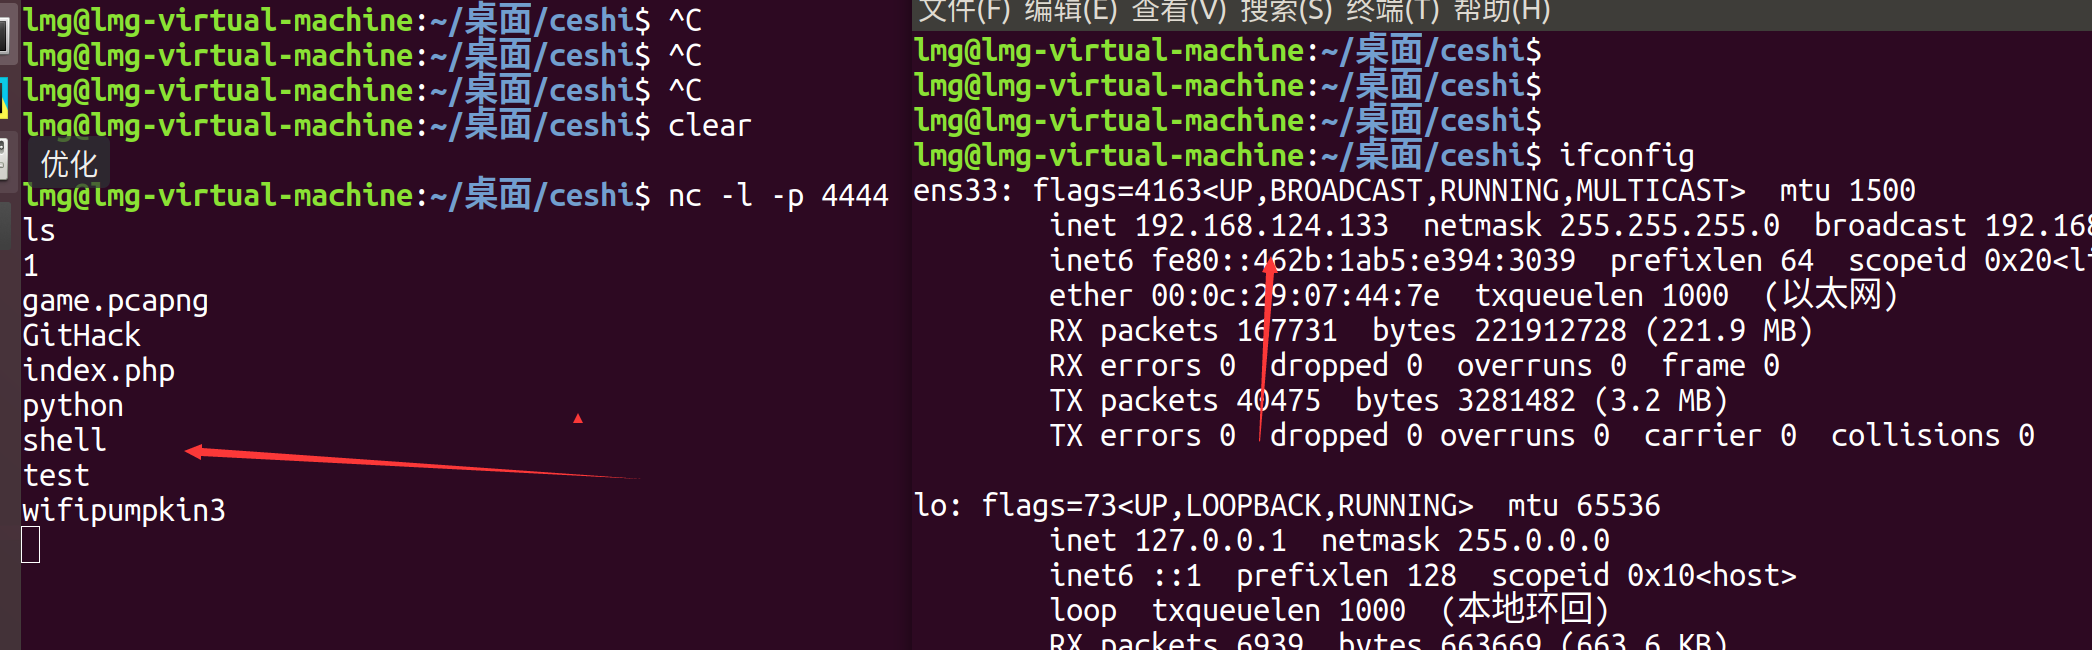 lmg@lmg-virtual-machine:~/桌面/ceshi$ ^C
lmg@lmg-virtual-machine:~/桌面/ceshi$ ^C
lmg@lmg-virtual-machine:~/桌面/ceshi$ ^C
lmg@lmg-virtual-machine:~/桌面/ceshi$ clear
优化
lmg@lmg-virtual-machine:~/桌面/ceshi$ nc -l -p 4444
ls
1
game.pcapng
GitHack
index.php
python
shell
test
wifipumpkin3
文件(F) 编辑(E) 查看(V) 搜索(S) 终端(T) 帮助(H)
lmg@lmg-virtual-machine:~/桌面/ceshi$
lmg@lmg-virtual-machine:~/桌面/ceshi$
lmg@lmg-virtual-machine:~/桌面/ceshi$
lmg@lmg-virtual-machine:~/桌面/ceshi$ ifconfig
ens33: flags=4163<UP,BROADCAST,RUNNING,MULTICAST>  mtu 1500
inet 192.168.124.133  netmask 255.255.255.0  broadcast 192.168
inet6 fe80::462b:1ab5:e394:3039  prefixlen 64  scopeid 0x20<li
ether 00:0c:29:07:44:7e  txqueuelen 1000  (以太网)
RX packets 167731  bytes 221912728 (221.9 MB)
RX errors 0  dropped 0  overruns 0  frame 0
TX packets 40475  bytes 3281482 (3.2 MB)
TX errors 0  dropped 0 overruns 0  carrier 0  collisions 0
lo: flags=73<UP,LOOPBACK,RUNNING>  mtu 65536
inet 127.0.0.1  netmask 255.0.0.0
inet6 ::1  prefixlen 128  scopeid 0x10<host>
loop  txqueuelen 1000  (本地环回)
RX packets 6939  bytes 663669 (663.6 KB)